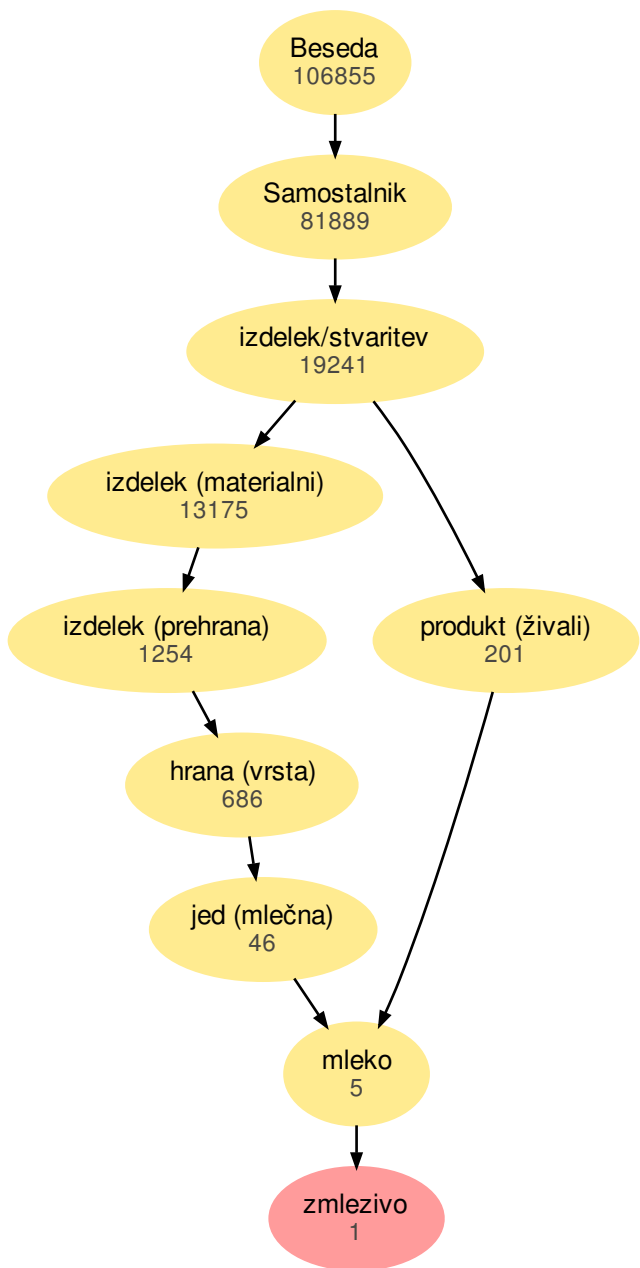 Beseda
106855
Samostalnik
81889
izdelek/stvaritev
19241
izdelek (materialni)
13175
izdelek (prehrana)
1254
produkt (živali)
201
hrana (vrsta)
686
jed (mlečna)
46
mleko
5
zmlezivo
1